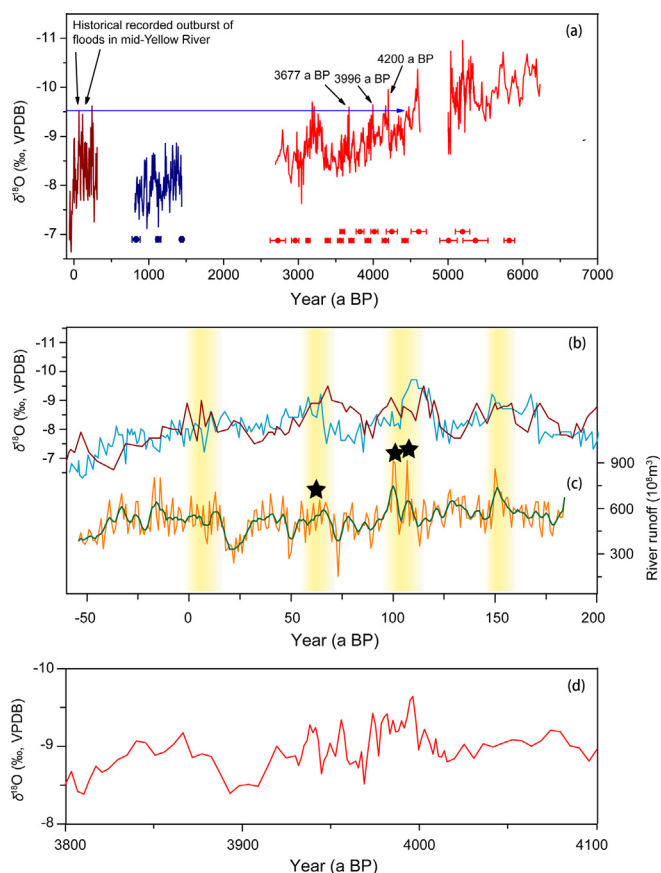 Historical recorded outburst of
floods in mid-Yellow River
(a)
3677 a BP
3996 a BP
4200 a BP
δ¹⁸O (‰, VPDB)
-11
-10
-9
-8
-7
0 1000 2000 3000 4000 5000 6000 7000
Year (a BP)
(b)
δ¹⁸O (‰, VPDB)
-11
-10
-9
-8
-7
(c)
River runoff (10⁸m³)
900
600
300
-50 0 50 100 150 200
Year (a BP)
(d)
δ¹⁸O (‰, VPDB)
-10
-9
-8
3800 3900 4000 4100
Year (a BP)